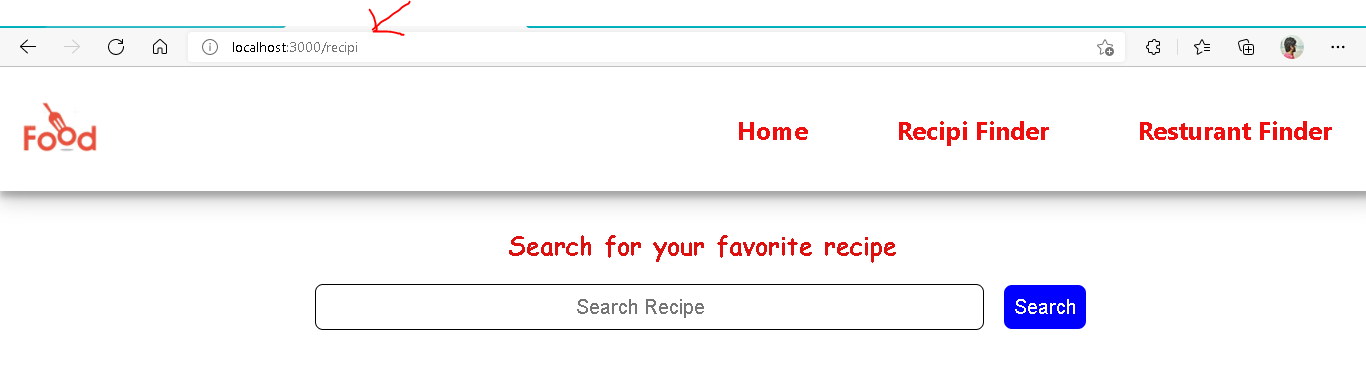 localhost:3000/recipi
Food
Home Recipi Finder Resturant Finder
Search for your favorite recipe
Search Recipe Search